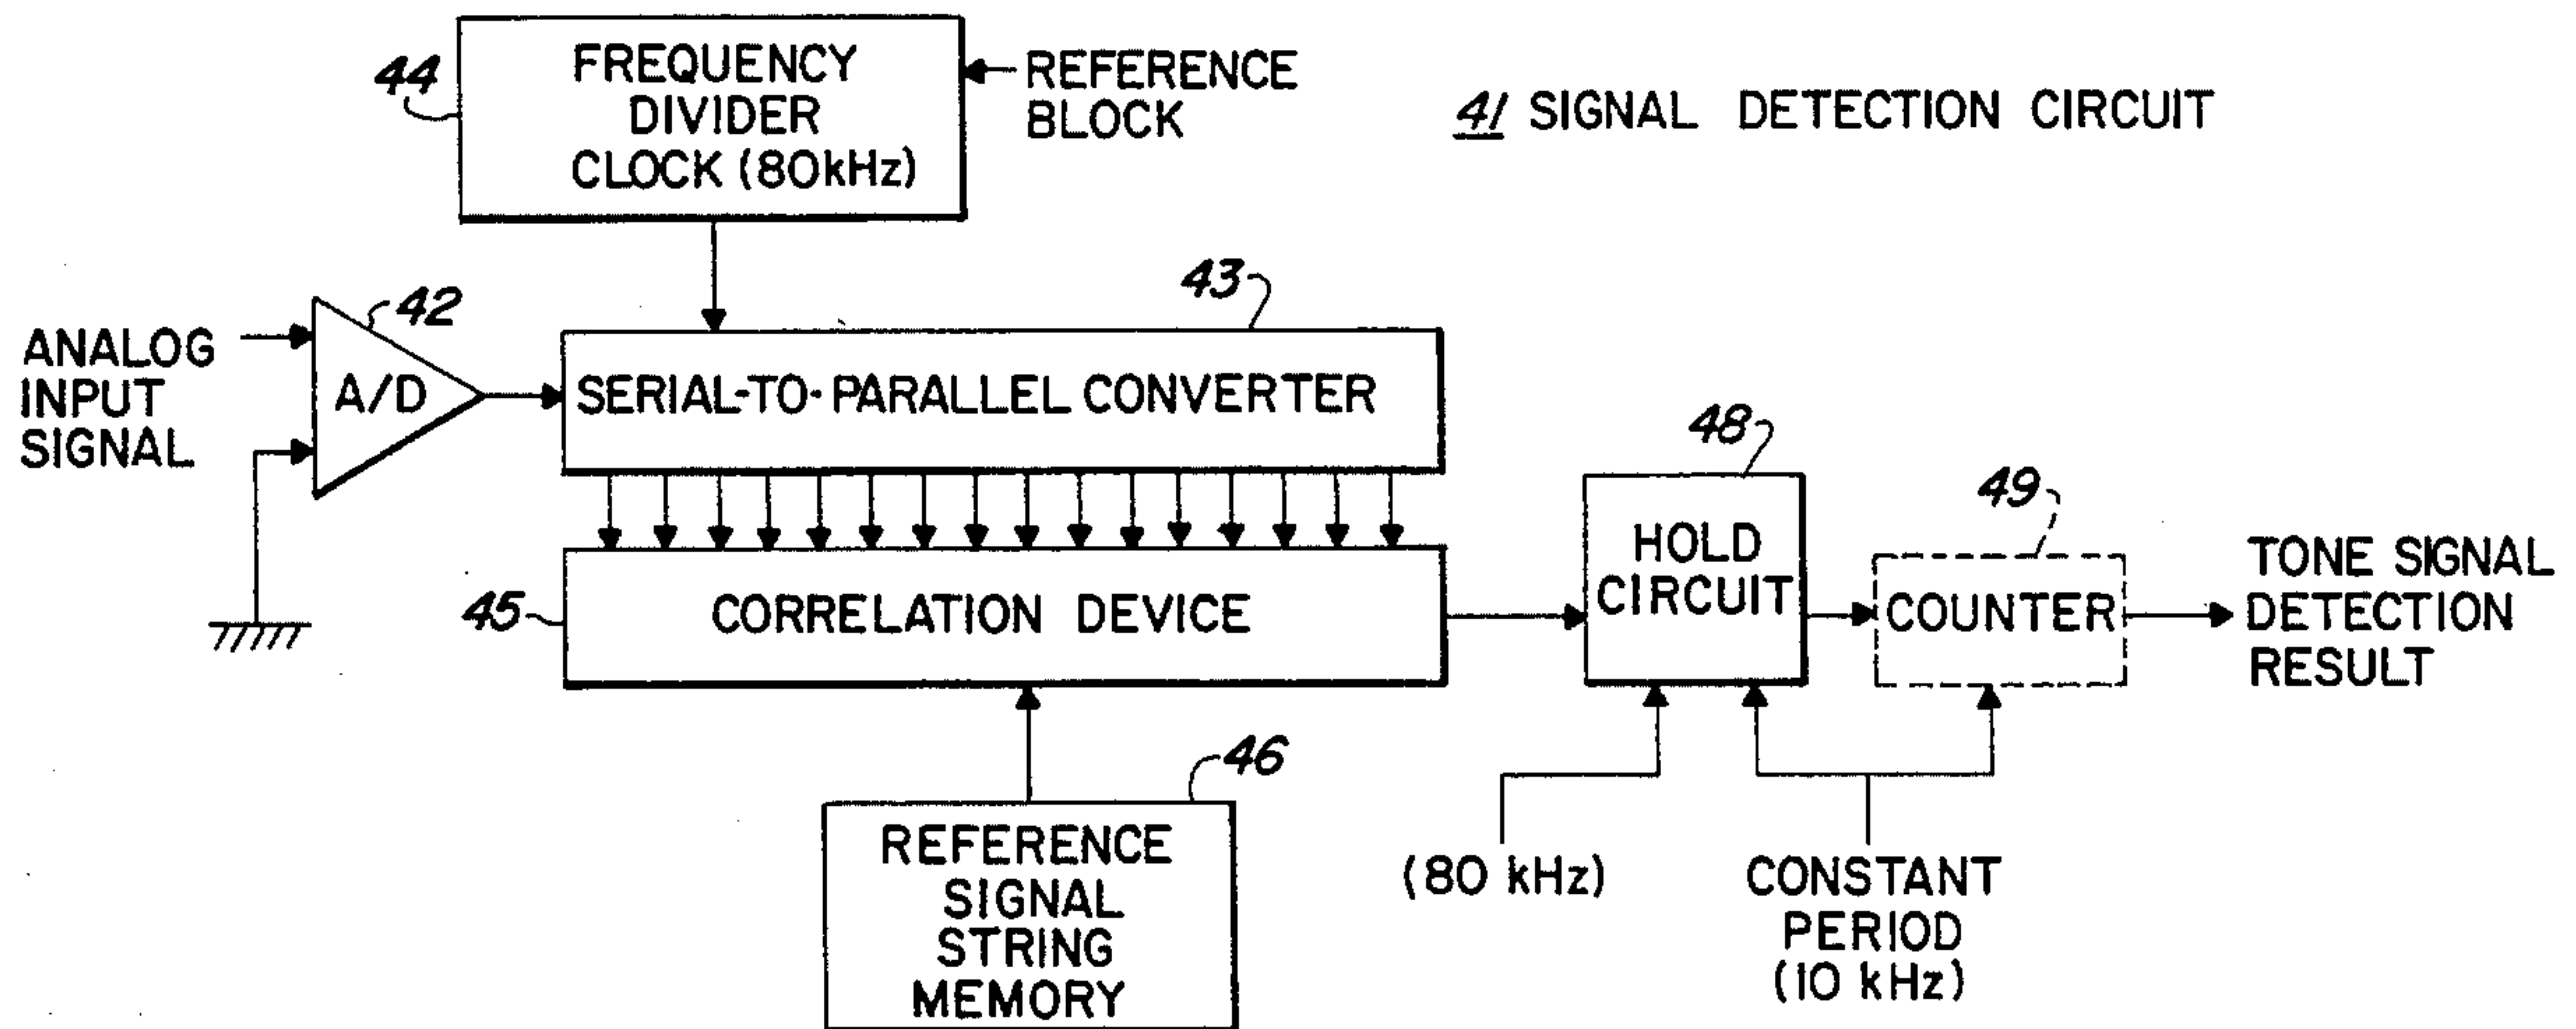 44
FREQUENCY
DIVIDER
CLOCK (80kHz)
REFERENCE
BLOCK
41 SIGNAL DETECTION CIRCUIT
ANALOG
INPUT
SIGNAL
42
A/D
43
SERIAL-TO-PARALLEL CONVERTER
45
CORRELATION DEVICE
46
REFERENCE
SIGNAL
STRING
MEMORY
48
HOLD
CIRCUIT
49
COUNTER
TONE SIGNAL
DETECTION
RESULT
(80 kHz)
CONSTANT
PERIOD
(10 kHz)